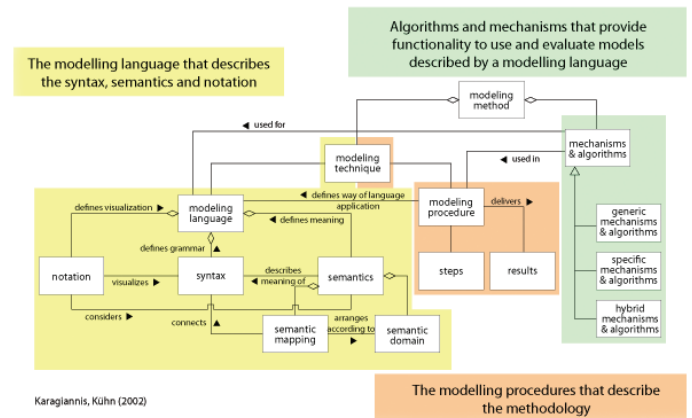 Algorithms and mechanisms that provide
functionality to use and evaluate models
described by a modelling language
The modelling language that describes
the syntax, semantics and notation
modeling
method
used for
mechanisms
& algorithms
modeling
technique
used in
defines way of language
application
modeling
language
modeling
procedure
delivers
defines visualization
defines meaning
generic
mechanisms
& algorithms
defines grammar
notation
visualizes
syntax
describes
meaning of
semantics
steps
results
specific
mechanisms
& algorithms
considers
connects
semantic
mapping
arranges
according to
semantic
domain
hybrid
mechanisms
& algorithms
Karagiannis, Kühn (2002)
The modelling procedures that describe
the methodology